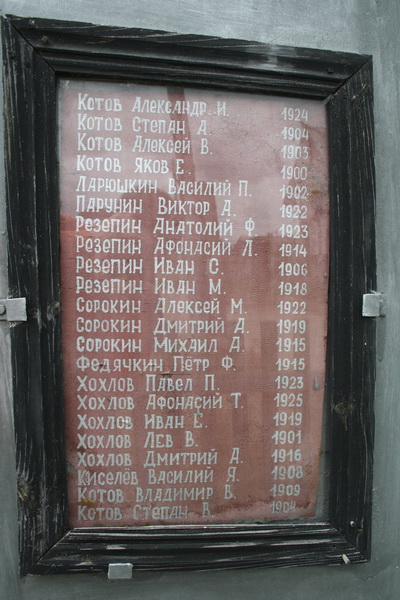 Котов Александр И. 1924
Котов Степан А. 1904
Котов Алексей В. 1903
Котов Яков Е. 1900
Ларюшкин Василий П. 1902
Парунин Виктор А. 1922
Резепин Анатолий Ф. 1923
Резепин Афонасий Л. 1914
Резепин Иван С. 1906
Резепин Иван М. 1918
Сорокин Алексей М. 1922
Сорокин Дмитрий А. 1919
Сорокин Михаил А. 1915
Федячкин Пётр Ф. 1915
Хохлов Павел П. 1923
Хохлов Афонасий Т. 1925
Хохлов Иван Е. 1919
Хохлов Лев В. 1901
Хохлов Дмитрий А. 1916
Киселёв Василий Я. 1908
Котов Владимир В. 1909
Котов Степан В. 1904